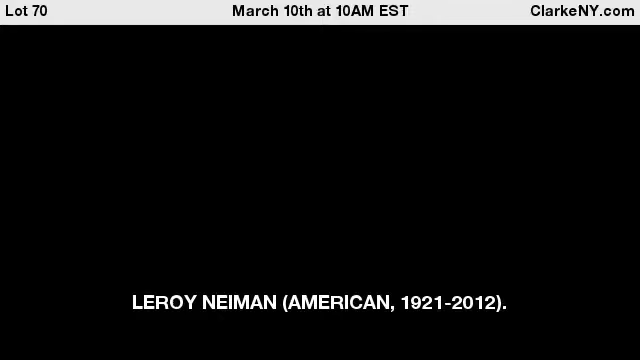 Lot 70 March 10th at 10AM EST ClarkeNY.com
LEROY NEIMAN (AMERICAN, 1921-2012).